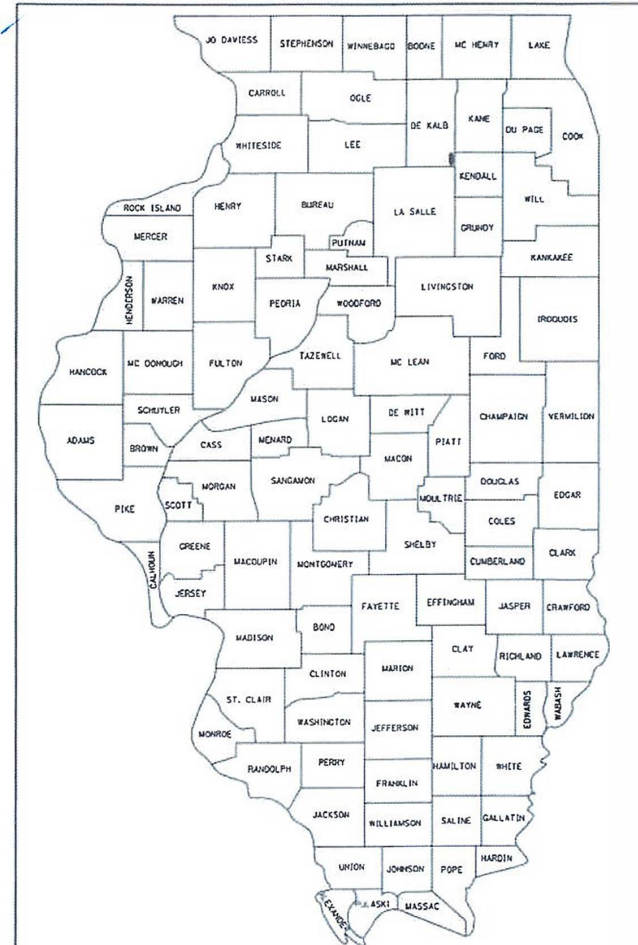 JO DAVIESS
STEPHENSON
WINNEBAGO
BOONE
MC HENRY
LAKE
CARROLL
OGLE
DE KALB
KANE
DU PAGE
COOK
WHITESIDE
LEE
KENDALL
WILL
ROCK ISLAND
HENRY
BUREAU
LA SALLE
GRUNDY
MERCER
PUTNAM
STARK
MARSHALL
KANKAKEE
HENDERSON
WARREN
KNOX
PEORIA
WOODFORD
LIVINGSTON
IROQUOIS
HANCOCK
MC DONOUGH
FULTON
TAZEWELL
MC LEAN
FORD
SCHUYLER
MASON
LOGAN
DE WITT
CHAMPAIGN
VERMILION
ADAMS
BROWN
CASS
MENARD
MACON
PIATT
PIKE
SCOTT
MORGAN
SANGAMON
CHRISTIAN
MOULTRIE
DOUGLAS
EDGAR
COLES
CALHOUN
GREENE
MACOUPIN
MONTGOMERY
SHELBY
CUMBERLAND
CLARK
JERSEY
FAYETTE
EFFINGHAM
JASPER
CRAWFORD
MADISON
BOND
CLAY
RICHLAND
LAWRENCE
CLINTON
MARION
ST. CLAIR
WAYNE
EDWARDS
WABASH
MONROE
WASHINGTON
JEFFERSON
RANDOLPH
PERRY
HAMILTON
WHITE
FRANKLIN
JACKSON
WILLIAMSON
SALINE
GALLATIN
UNION
JOHNSON
POPE
HARDIN
LASKI
MASSAC